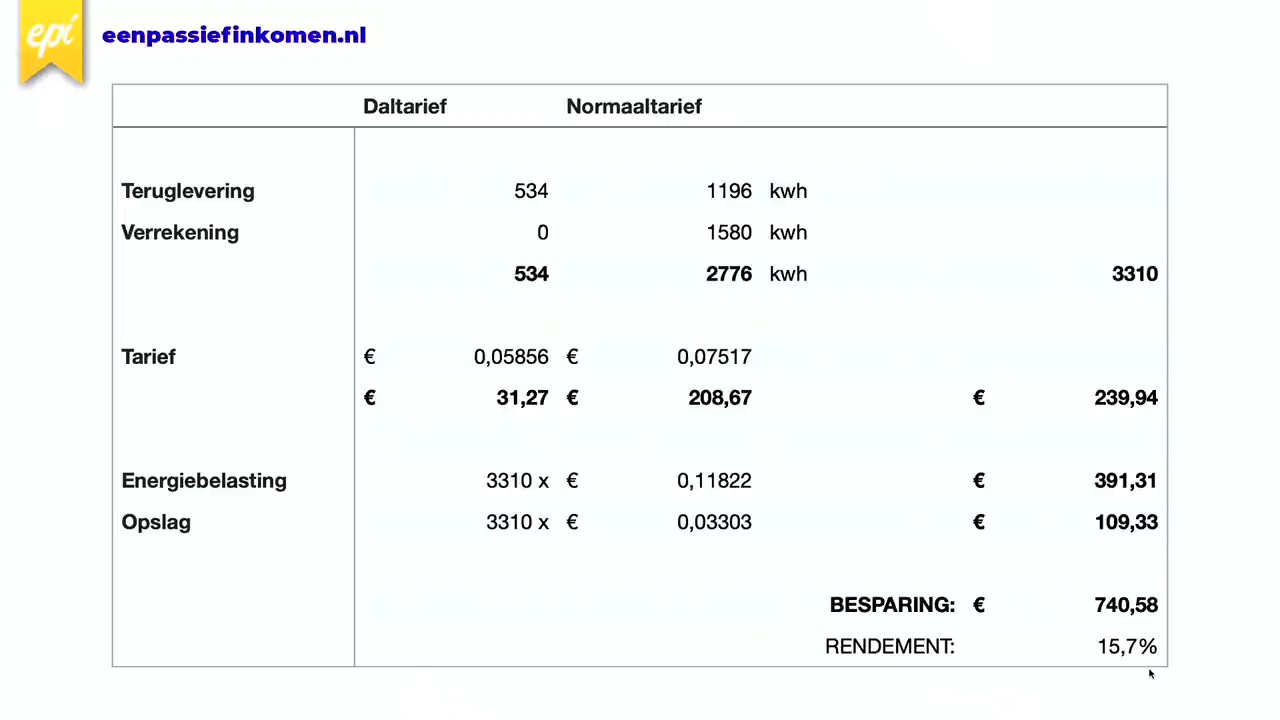 epi eenpassiefinkomen.nl
Daltarief Normaaltarief
Teruglevering 534 1196 kwh
Verrekening 0 1580 kwh
534 2776 kwh 3310
Tarief € 0,05856 € 0,07517
€ 31,27 € 208,67 € 239,94
Energiebelasting 3310 x € 0,11822 € 391,31
Opslag 3310 x € 0,03303 € 109,33
BESPARING: € 740,58
RENDEMENT: 15,7%